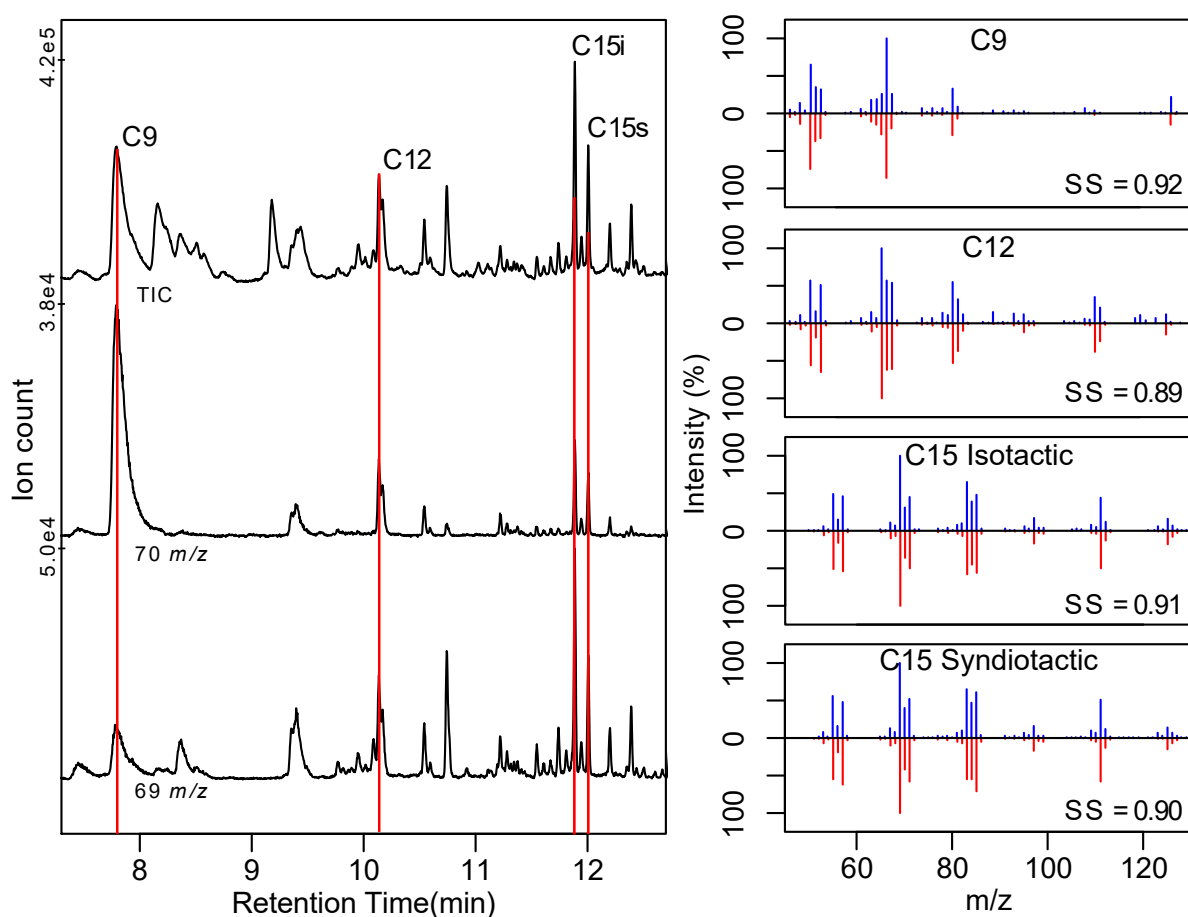 4.2e5
3.8e4
5.0e4
Ion count
C9
C12
C15i
C15s
TIC
70 m/z
69 m/z
8
9
10
11
12
Retention Time(min)
Intensity (%)
100
0
100
C9
SS = 0.92
100
0
100
C12
SS = 0.89
100
0
100
C15 Isotactic
SS = 0.91
100
0
100
C15 Syndiotactic
SS = 0.90
60
80
100
120
m/z